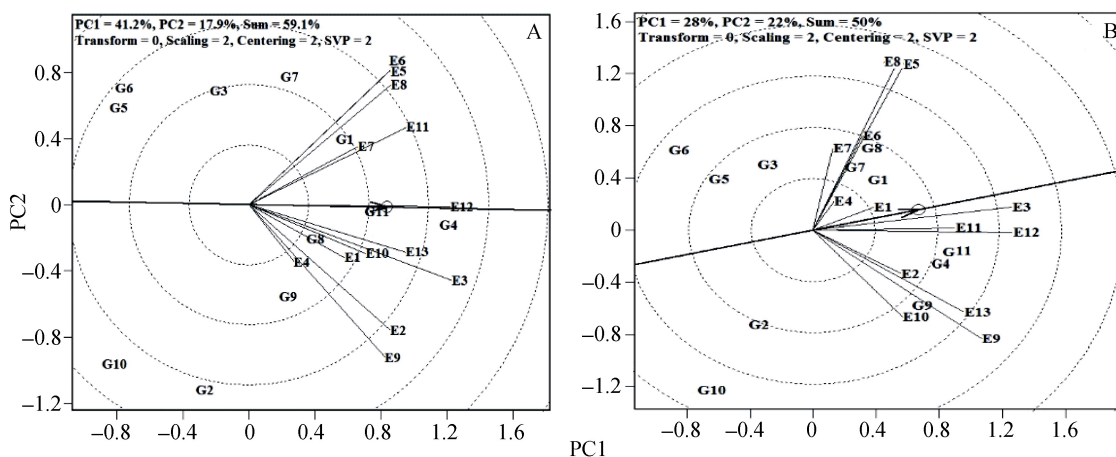 PC1 = 41.2%, PC2 = 17.9%, Sum = 59.1%
Transform = 0, Scaling = 2, Centering = 2, SVP = 2
A
PC2
0.8
0.4
0
−0.4
−0.8
−1.2
G6
G5
G3
G7
E6
E5
E8
E11
G1
E7
G11
E12
G4
G8
E10
E13
E1
E4
E3
G9
E2
E9
G10
G2
−0.8
−0.4
0
0.4
0.8
1.2
1.6
PC1 = 28%, PC2 = 22%, Sum = 50%
Transform = 0, Scaling = 2, Centering = 2, SVP = 2
B
1.6
1.2
0.8
0.4
0
−0.4
−0.8
−1.2
E8
E5
E6
E7
G8
G6
G3
G7
G5
G1
E4
E1
E3
E11
E12
G11
G4
E2
G9
E13
E10
G2
E9
G10
−0.8
−0.4
0
0.4
0.8
1.2
1.6
PC1